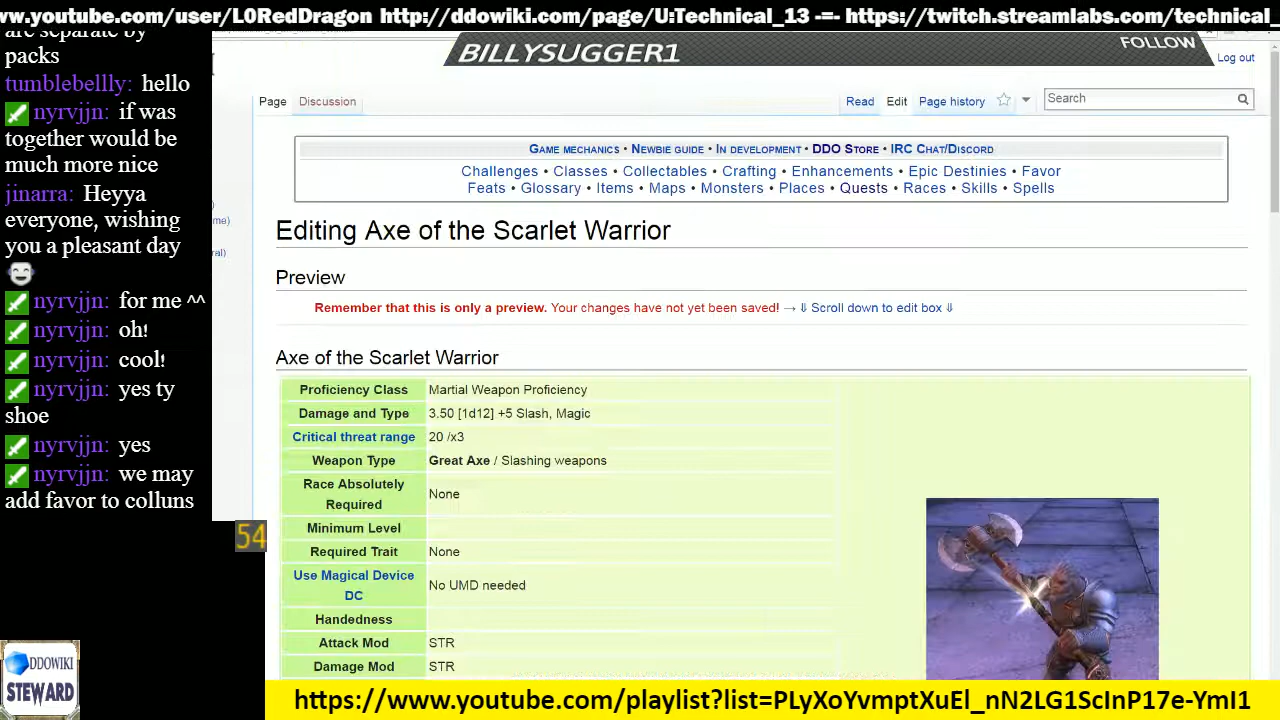 ww.youtube.com/user/L0RedDragon http://ddowiki.com/page/U:Technical_13 -=- https://twitch.streamlabs.com/technical_
are separate by
packs
tumblebellly: hello
nyrvjjn: if was
together would be
much more nice
jinarra: Heyya
everyone, wishing
you a pleasant day
nyrvjjn: for me ^^
nyrvjjn: oh!
nyrvjjn: cool!
nyrvjjn: yes ty
shoe
nyrvjjn: yes
nyrvjjn: we may
add favor to colluns
54
DDOWIKI
STEWARD
BILLYSUGGER1
FOLLOW
Log out
Page Discussion Read Edit Page history Search
GAME MECHANICS • NEWBIE GUIDE • IN DEVELOPMENT • DDO STORE • IRC CHAT/DISCORD
Challenges • Classes • Collectables • Crafting • Enhancements • Epic Destinies • Favor
Feats • Glossary • Items • Maps • Monsters • Places • Quests • Races • Skills • Spells
me)
ral)
Editing Axe of the Scarlet Warrior
Preview
Remember that this is only a preview. Your changes have not yet been saved! → ⇓ Scroll down to edit box ⇓
Axe of the Scarlet Warrior
Proficiency Class Martial Weapon Proficiency
Damage and Type 3.50 [1d12] +5 Slash, Magic
Critical threat range 20 /x3
Weapon Type Great Axe / Slashing weapons
Race Absolutely
Required None
Minimum Level
Required Trait None
Use Magical Device
DC No UMD needed
Handedness
Attack Mod STR
Damage Mod STR
https://www.youtube.com/playlist?list=PLyXoYvmptXuEl_nN2LG1ScInP17e-YmI1